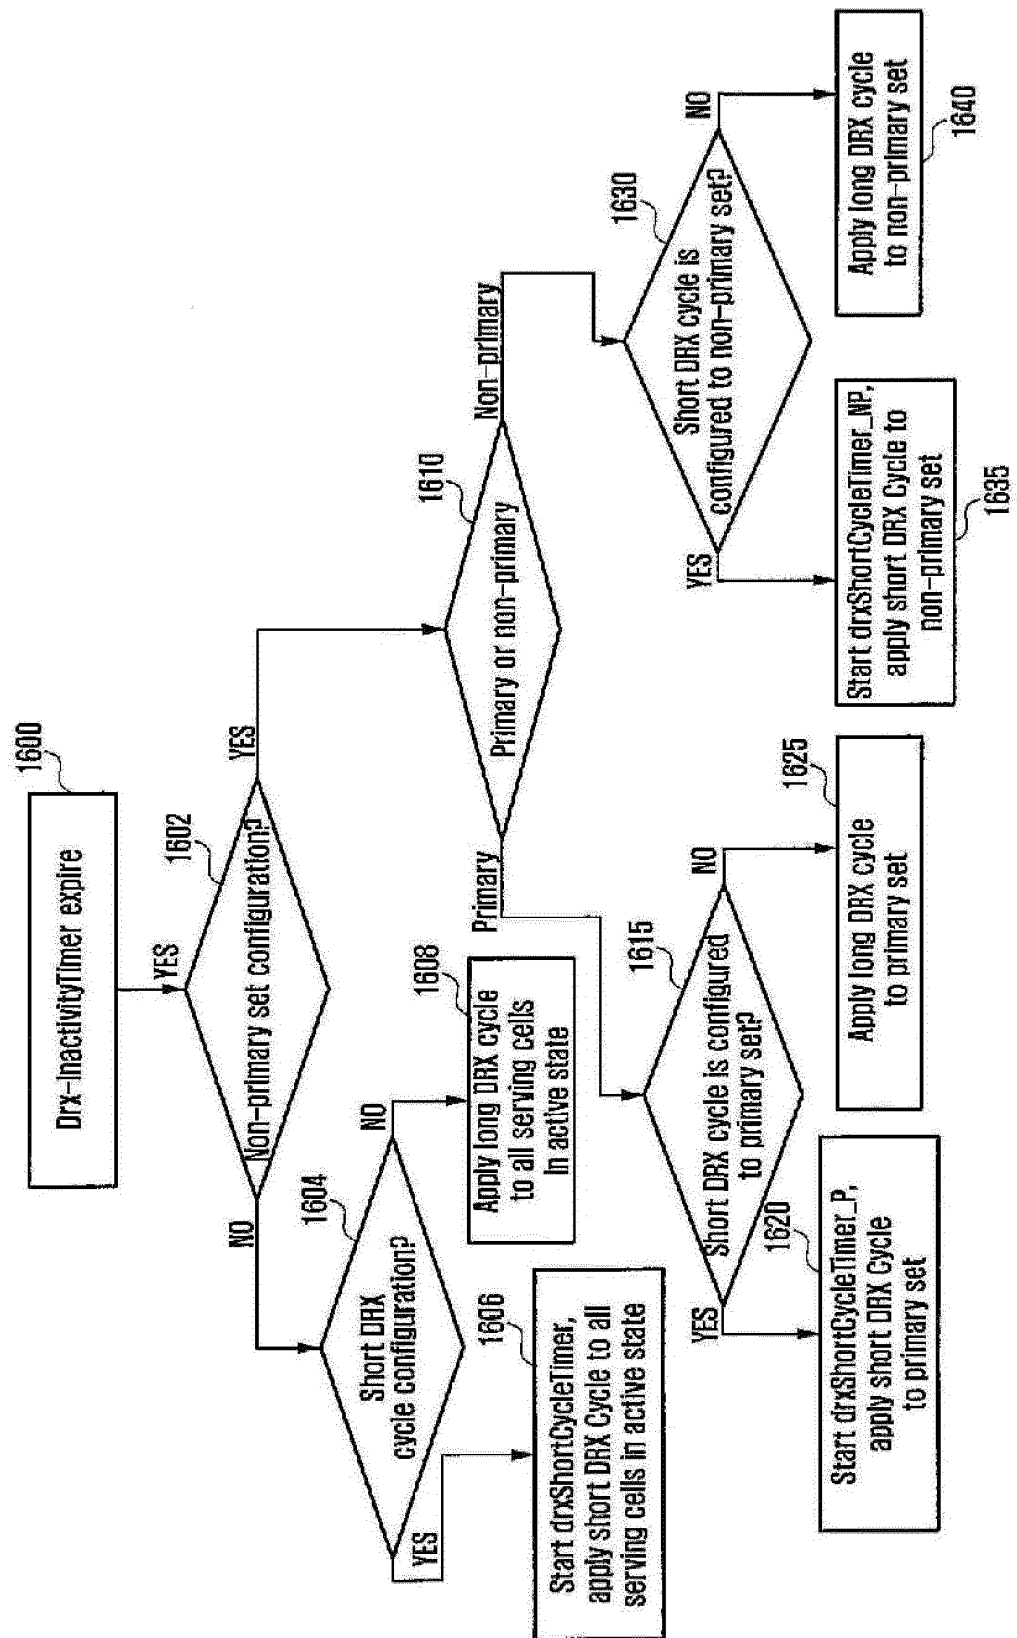 1600
Drx-InactivityTimer expire
YES
1602
Non-primary set configuration?
NO
YES
1604
Short DRX
cycle configuration?
YES
NO
1606
Start drxShortCycleTimer,
apply short DRX Cycle to all
serving cells in active state
1608
Apply long DRX cycle
to all serving cells
In active state
1610
Primary or non-primary
Primary
Non-primary
1615
Short DRX cycle is configured
to primary set?
YES
NO
1620
Start drxShortCycleTimer_P,
apply short DRX Cycle
to primary set
1625
Apply long DRX cycle
to primary set
1630
Short DRX cycle is
configured to non-primary set?
YES
NO
Start drxShortCycleTimer_NP,
apply short DRX Cycle to
non-primary set
1635
Apply long DRX cycle
to non-primary set
1640